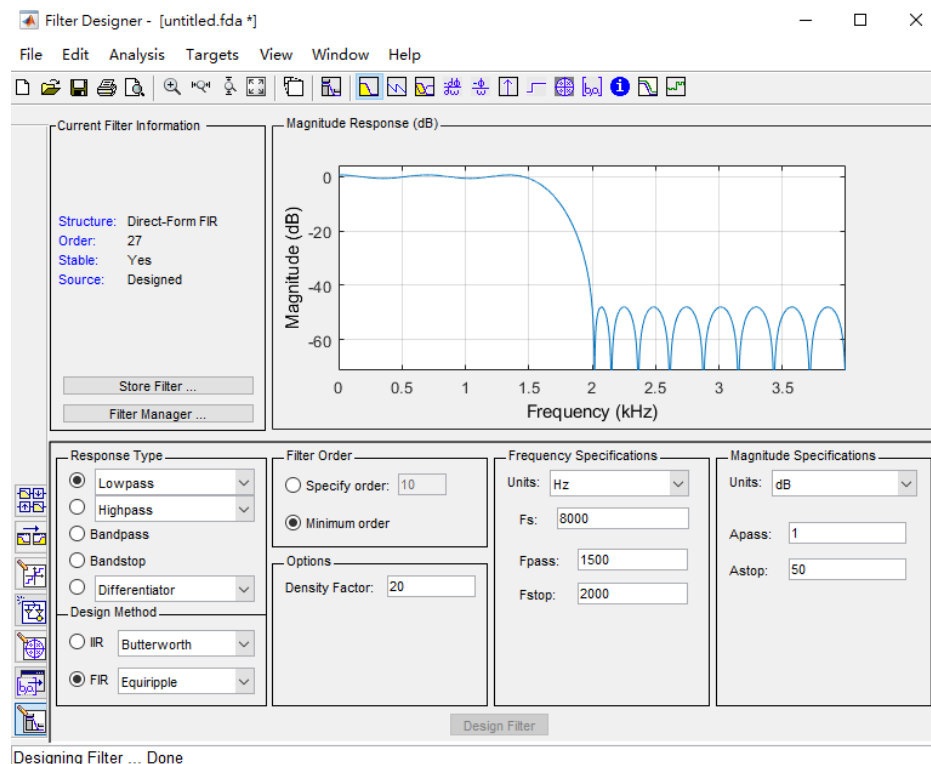 Filter Designer - [untitled.fda *]
File Edit Analysis Targets View Window Help
Current Filter Information
Structure: Direct-Form FIR
Order: 27
Stable: Yes
Source: Designed
Store Filter ...
Filter Manager ...
Magnitude Response (dB)
Magnitude (dB)
0
-20
-40
-60
0 0.5 1 1.5 2 2.5 3 3.5
Frequency (kHz)
Response Type
Lowpass
Highpass
Bandpass
Bandstop
Differentiator
Design Method
IIR Butterworth
FIR Equiripple
Filter Order
Specify order: 10
Minimum order
Options
Density Factor: 20
Frequency Specifications
Units: Hz
Fs: 8000
Fpass: 1500
Fstop: 2000
Magnitude Specifications
Units: dB
Apass: 1
Astop: 50
Design Filter
Designing Filter ... Done